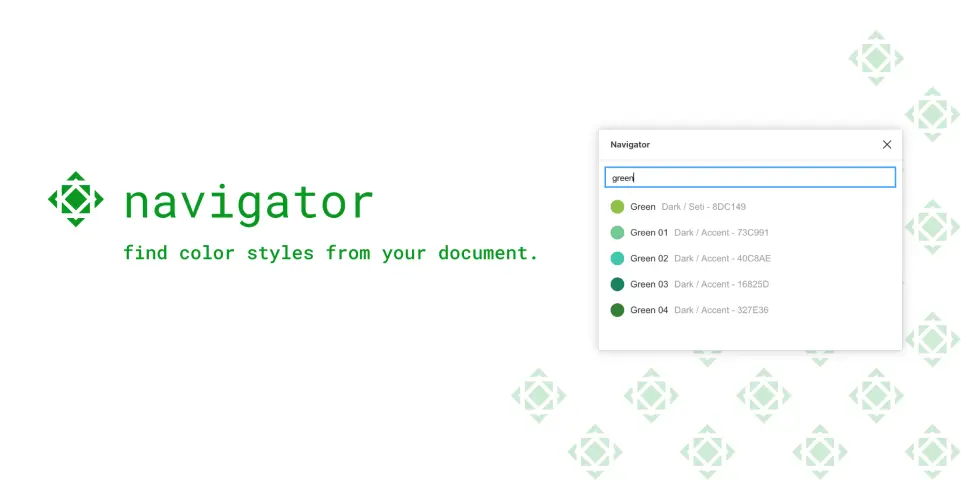 navigator
find color styles from your document.
Navigator
green
Green Dark / Seti - 8DC149
Green 01 Dark / Accent - 73C991
Green 02 Dark / Accent - 40C8AE
Green 03 Dark / Accent - 16825D
Green 04 Dark / Accent - 327E36